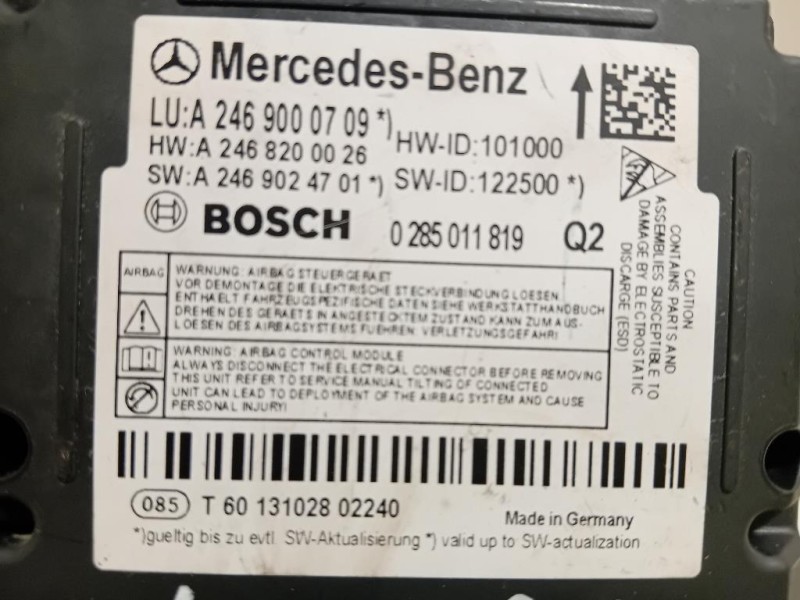 Mercedes-Benz
LU:A 246 900 07 09 *)
HW:A 246 820 00 26
HW-ID:101000
SW:A 246 902 47 01 *)
SW-ID:122500 *)
BOSCH
0 285 011 819
Q2
AIRBAG
WARNUNG: AIRBAG STEUERGERAET
VOR DEMONTAGE DIE ELEKTRISCHE STECKVERBINDUNG LOESEN.
ENTHAELT FAHRZEUGSPEZIFISCHE DATEN SIEHE WERKSTATTHANDBUCH
DREHEN DES GERAETS IN ANGESTECKTEM ZUSTAND KANN ZUM AUS-
LOESEN DES AIRBAGSYSTEMS FUEHREN. VERLETZUNGSGEFAHR!
WARNING: AIRBAG CONTROL MODULE
ALWAYS DISCONNECT THE ELECTRICAL CONNECTOR BEFORE REMOVING
THIS UNIT REFER TO SERVICE MANUAL TILTING OF CONNECTED
UNIT CAN LEAD TO DEPLOYMENT OF THE AIRBAG SYSTEM AND CAUSE
PERSONAL INJURY!
CAUTION
CONTAINS PARTS AND
ASSEMBLIES SUSCEPTIBLE TO
DAMAGE BY ELECTROSTATIC
DISCHARGE (ESD)
085 T 60 131028 02240
Made in Germany
*)gueltig bis zu evtl SW-Aktualisierung *) valid up to SW-actualization